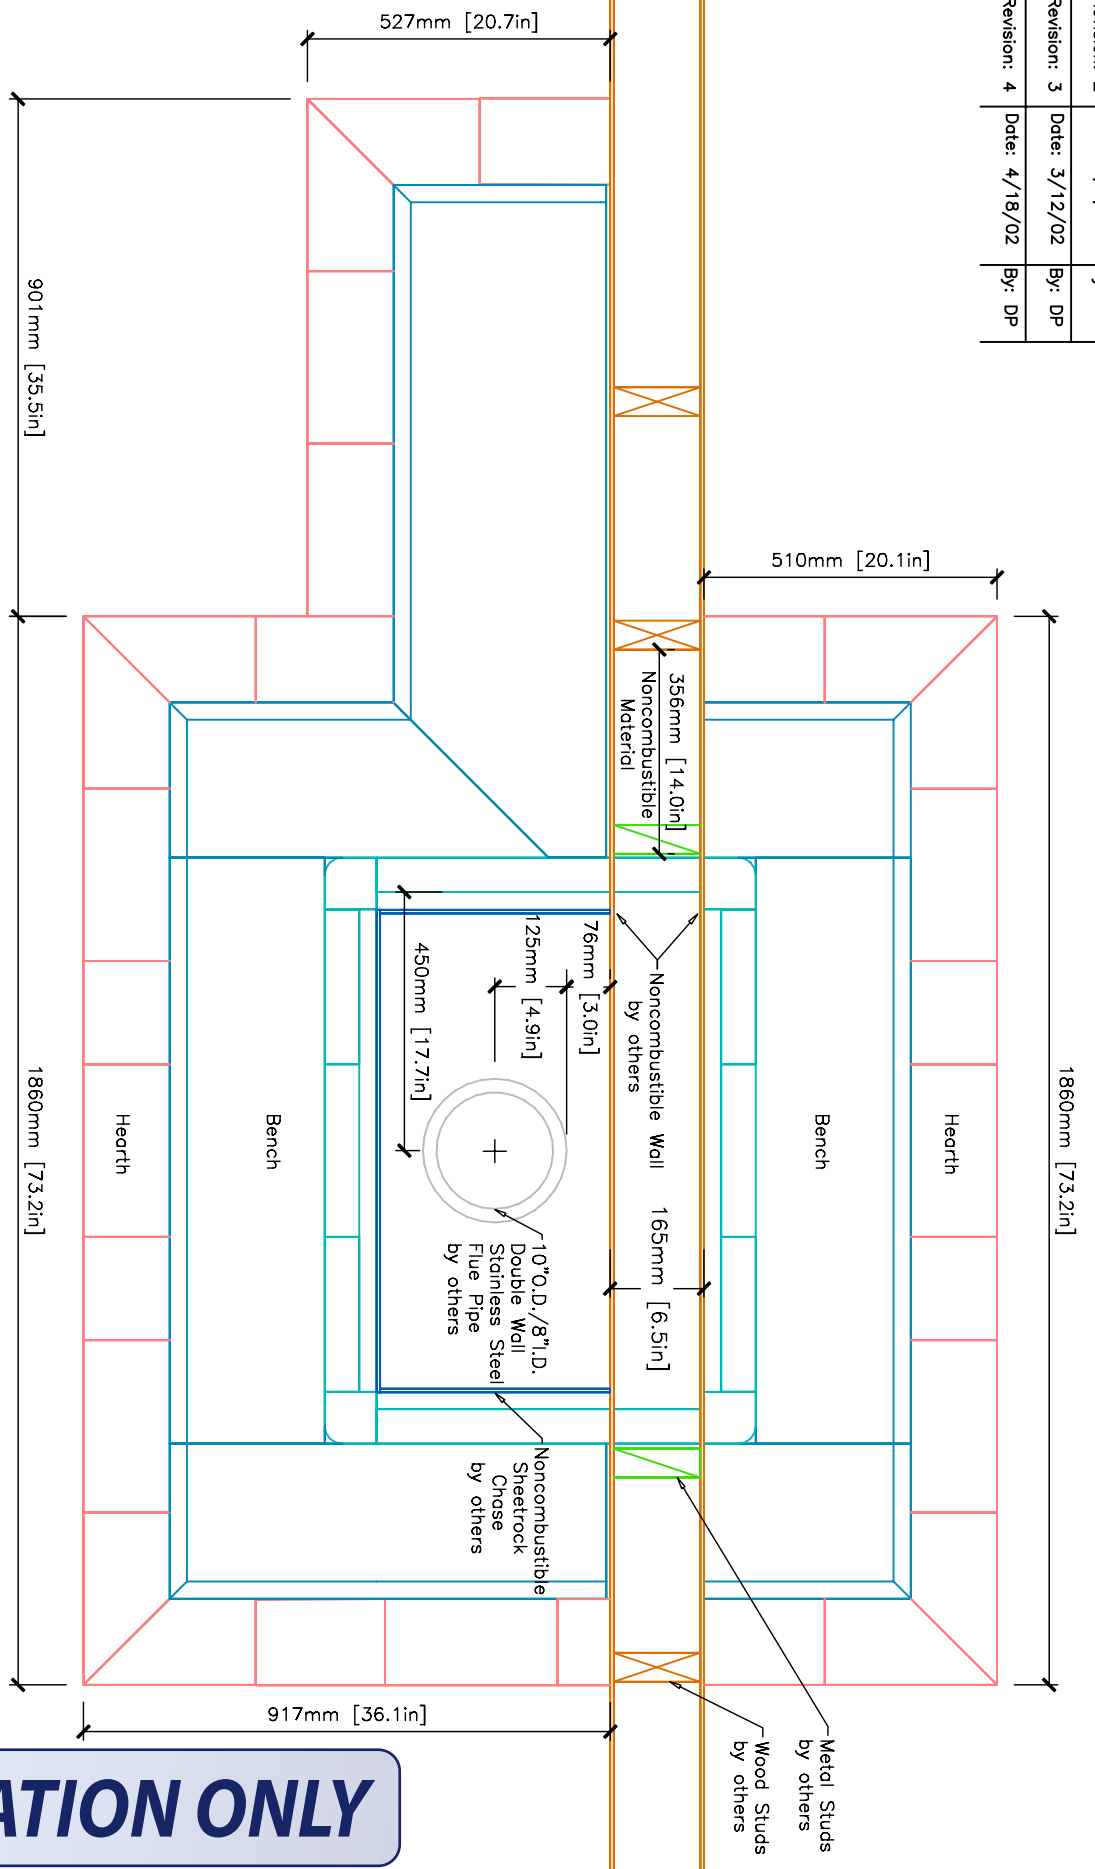 Revision: 3 Date: 3/12/02 By: DP
Revision: 4 Date: 4/18/02 By: DP
527mm [20.7in]
901mm [35.5in]
510mm [20.1in]
1860mm [73.2in]
356mm [14.0in]
Noncombustible
Material
Noncombustible Wall
by others
76mm [3.0in]
125mm [4.9in]
450mm [17.7in]
165mm [6.5in]
Hearth
Bench
Bench
Hearth
10"O.D./8"I.D.
Double Wall
Stainless Steel
Flue Pipe
by others
Noncombustible
Sheetrock
Chase
by others
1860mm [73.2in]
917mm [36.1in]
Metal Studs
by others
Wood Studs
by others
ATION ONLY